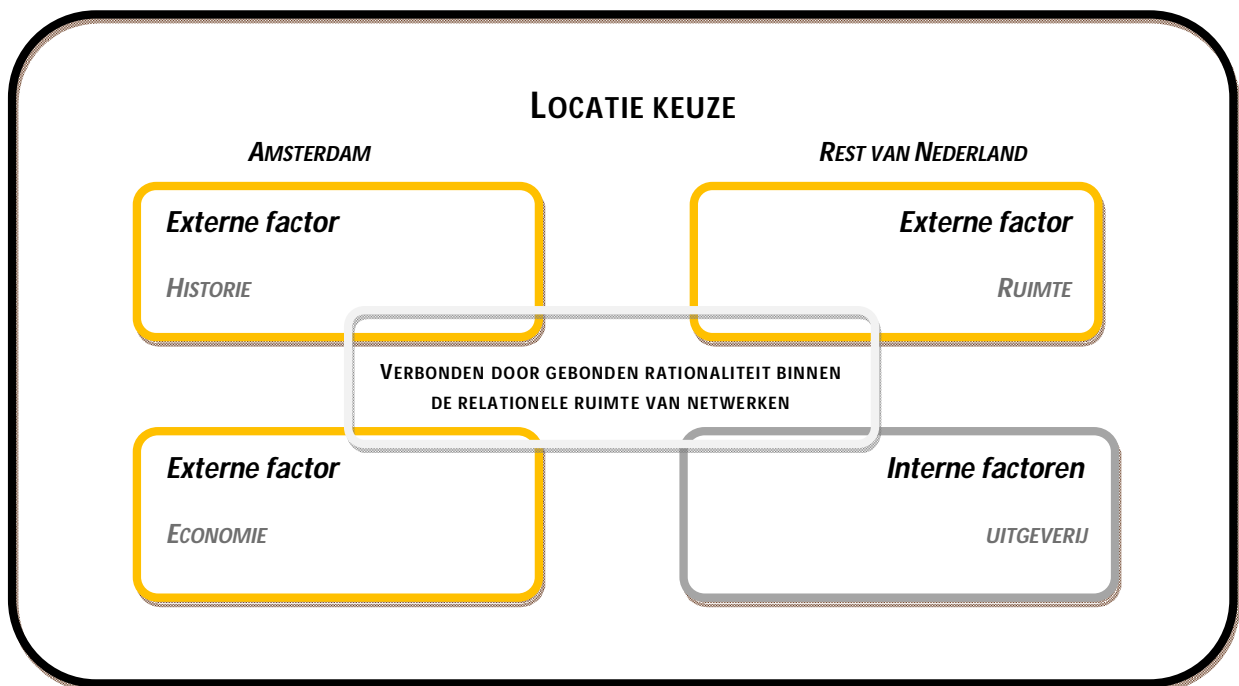 LOCATIE KEUZE
AMSTERDAM
REST VAN NEDERLAND
Externe factor
HISTORIE
Externe factor
RUIMTE
VERBONDEN DOOR GEBONDEN RATIONALITEIT BINNEN
DE RELATIONELE RUIMTE VAN NETWERKEN
Externe factor
ECONOMIE
Interne factoren
UITGEVERIJ